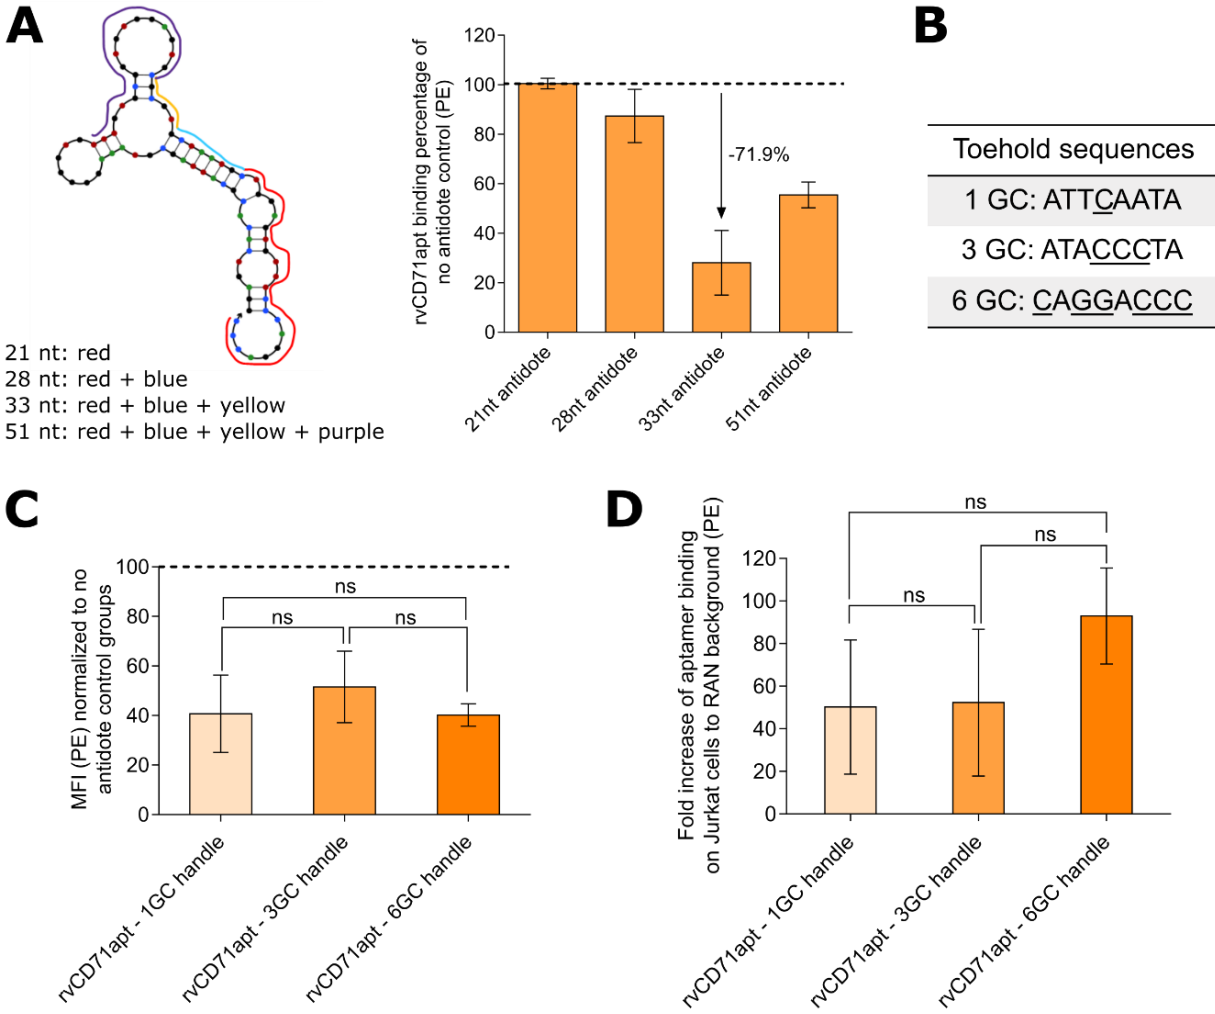 A
21 nt: red
28 nt: red + blue
33 nt: red + blue + yellow
51 nt: red + blue + yellow + purple
rvCD71apt binding percentage of
no antidote control (PE)
120
100
80
60
40
20
0
-71.9%
21nt antidote
28nt antidote
33nt antidote
51nt antidote
B
Toehold sequences
1 GC: ATTCAATA
3 GC: ATACCCTA
6 GC: CAGGACCC
C
MFI (PE) normalized to no
antidote control groups
100
80
60
40
20
0
ns
ns
ns
rvCD71apt - 1GC handle
rvCD71apt - 3GC handle
rvCD71apt - 6GC handle
D
Fold increase of aptamer binding
on Jurkat cells to RAN background (PE)
120
100
80
60
40
20
0
ns
ns
ns
rvCD71apt - 1GC handle
rvCD71apt - 3GC handle
rvCD71apt - 6GC handle